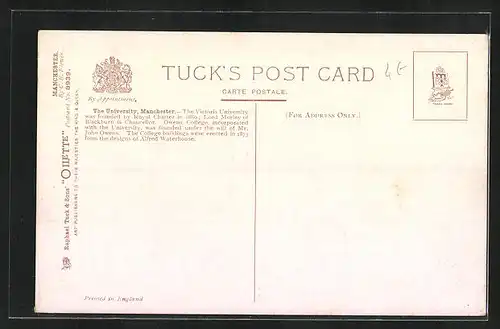 TUCK'S POST CARD
CARTE POSTALE.
By Appointment.
(FOR ADDRESS ONLY.)
The University, Manchester.—The Victoria University
was founded by Royal Charter in 1880; Lord Morley of
Blackburn is Chancellor. Owens College, incorporated
with the University, was founded under the will of Mr.
John Owens. The College buildings were erected in 1873
from the designs of Alfred Waterhouse.
MANCHESTER.
Postcard No. 8939.
Raphael Tuck & Sons' "OILETTE"
ART PUBLISHERS TO THEIR MAJESTIES THE KING & QUEEN.
Printed in England